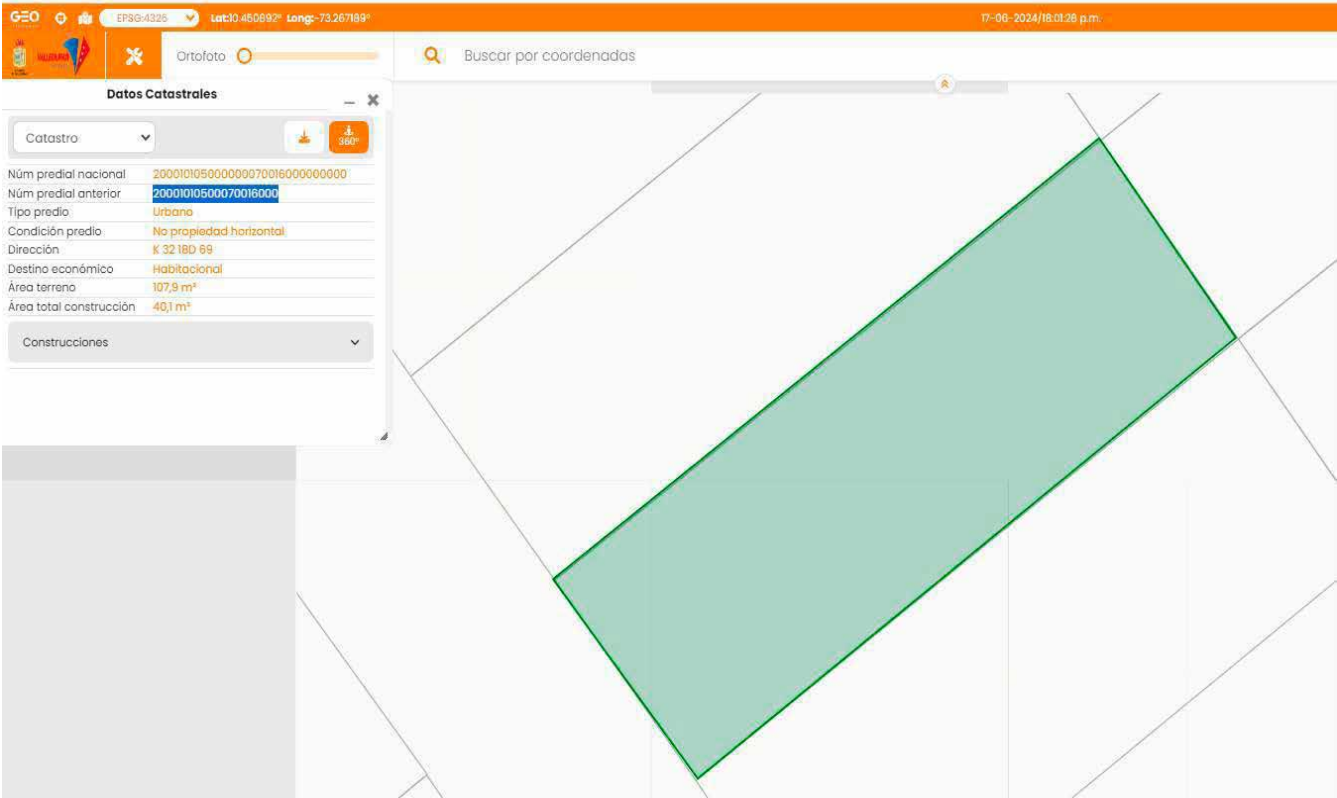 GEO EPSG:4326 Lat:10.450692° Long:-73.267189° 17-06-2024/18:01:26 p.m.
Ortofoto Buscar por coordenadas
Datos Catastrales
Catastro 360°
Núm predial nacional 200010105000000070016000000000
Núm predial anterior 20001010500070016000
Tipo predio Urbano
Condición predio No propiedad horizontal
Dirección K 32 18D 69
Destino económico Habitacional
Área terreno 107,9 m²
Área total construcción 40,1 m²
Construcciones